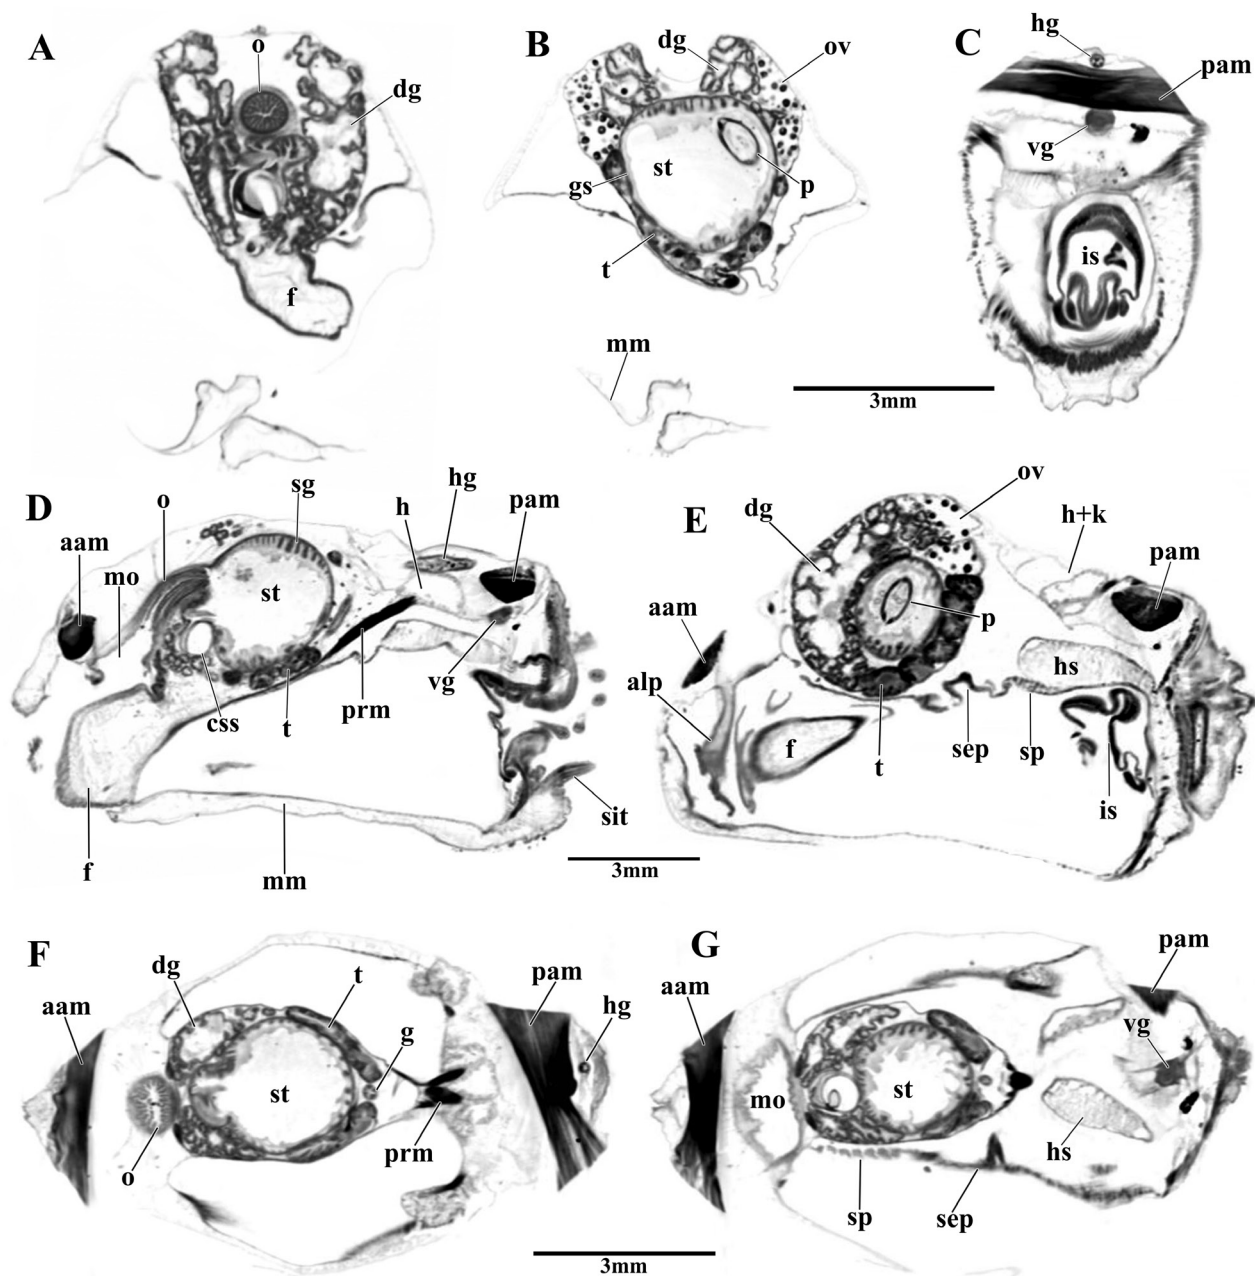 A
o
dg
f
B
dg
ov
st
gs
p
t
mm
C
hg
pam
vg
is
3mm
D
aam
mo
o
sg
st
h
hg
pam
css
t
prm
vg
sit
f
mm
3mm
E
dg
ov
h+k
pam
aam
p
hs
alp
f
t
sep
sp
is
F
aam
dg
t
g
pam
hg
st
o
prm
3mm
G
aam
pam
vg
mo
st
hs
sp
sep